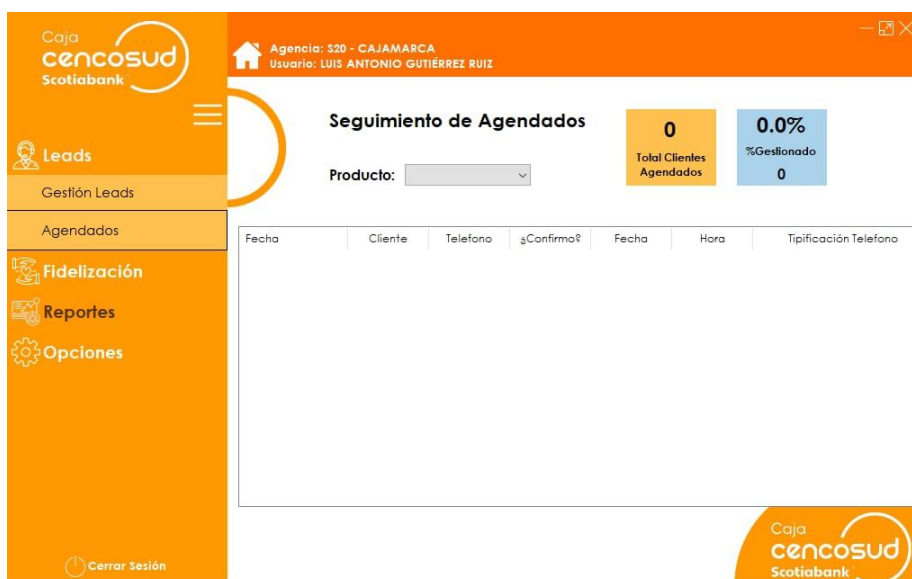 Caja
cencosud
Scotiabank
Agencia: S20 - CAJAMARCA
Usuario: LUIS ANTONIO GUTIÉRREZ RUIZ
Leads
Gestión Leads
Agendados
Fidelización
Reportes
Opciones
Cerrar Sesión
Seguimiento de Agendados
Producto:
0
Total Clientes
Agendados
0.0%
%Gestionado
0
Fecha Cliente Telefono ¿Confirmo? Fecha Hora Tipificación Telefono
Caja
cencosud
Scotiabank